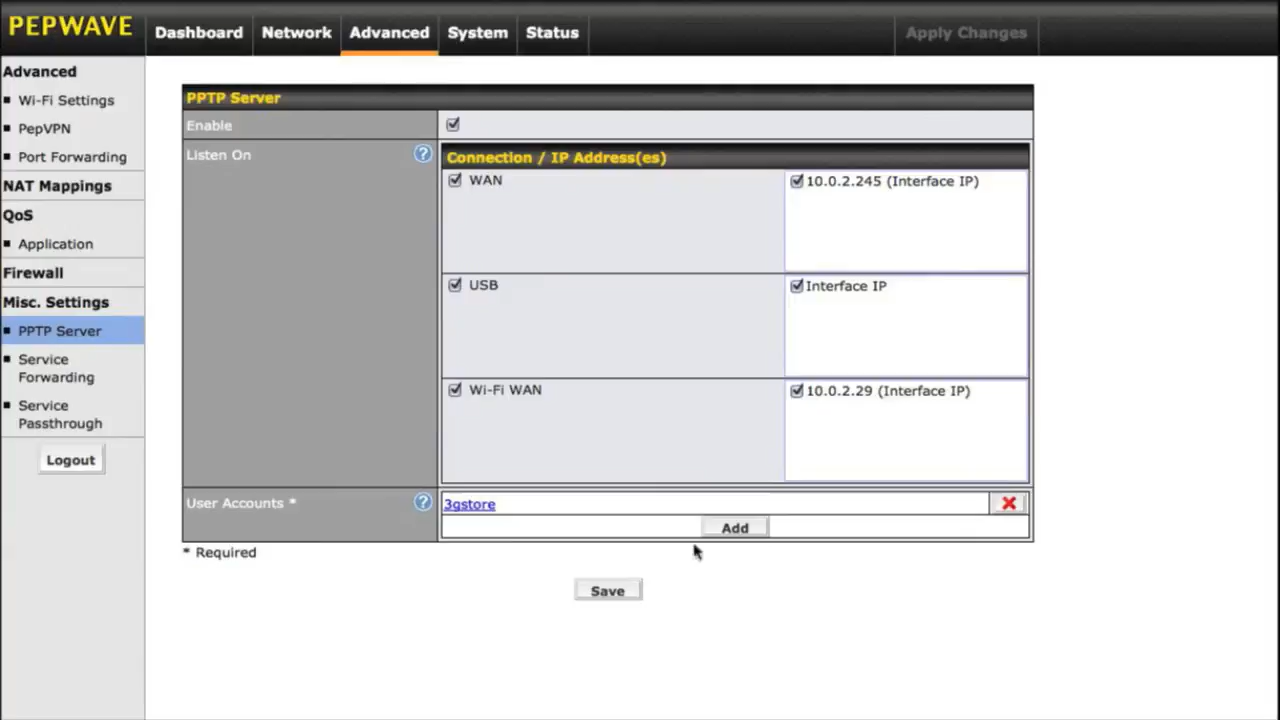 PEPWAVE
Dashboard
Network
Advanced
System
Status
Apply Changes
Advanced
Wi-Fi Settings
PepVPN
Port Forwarding
NAT Mappings
QoS
Application
Firewall
Misc. Settings
PPTP Server
Service
Forwarding
Service
Passthrough
Logout
PPTP Server
Enable
Listen On
?
Connection / IP Address(es)
WAN
10.0.2.245 (Interface IP)
USB
Interface IP
Wi-Fi WAN
10.0.2.29 (Interface IP)
User Accounts *
?
3gstore
Add
* Required
Save